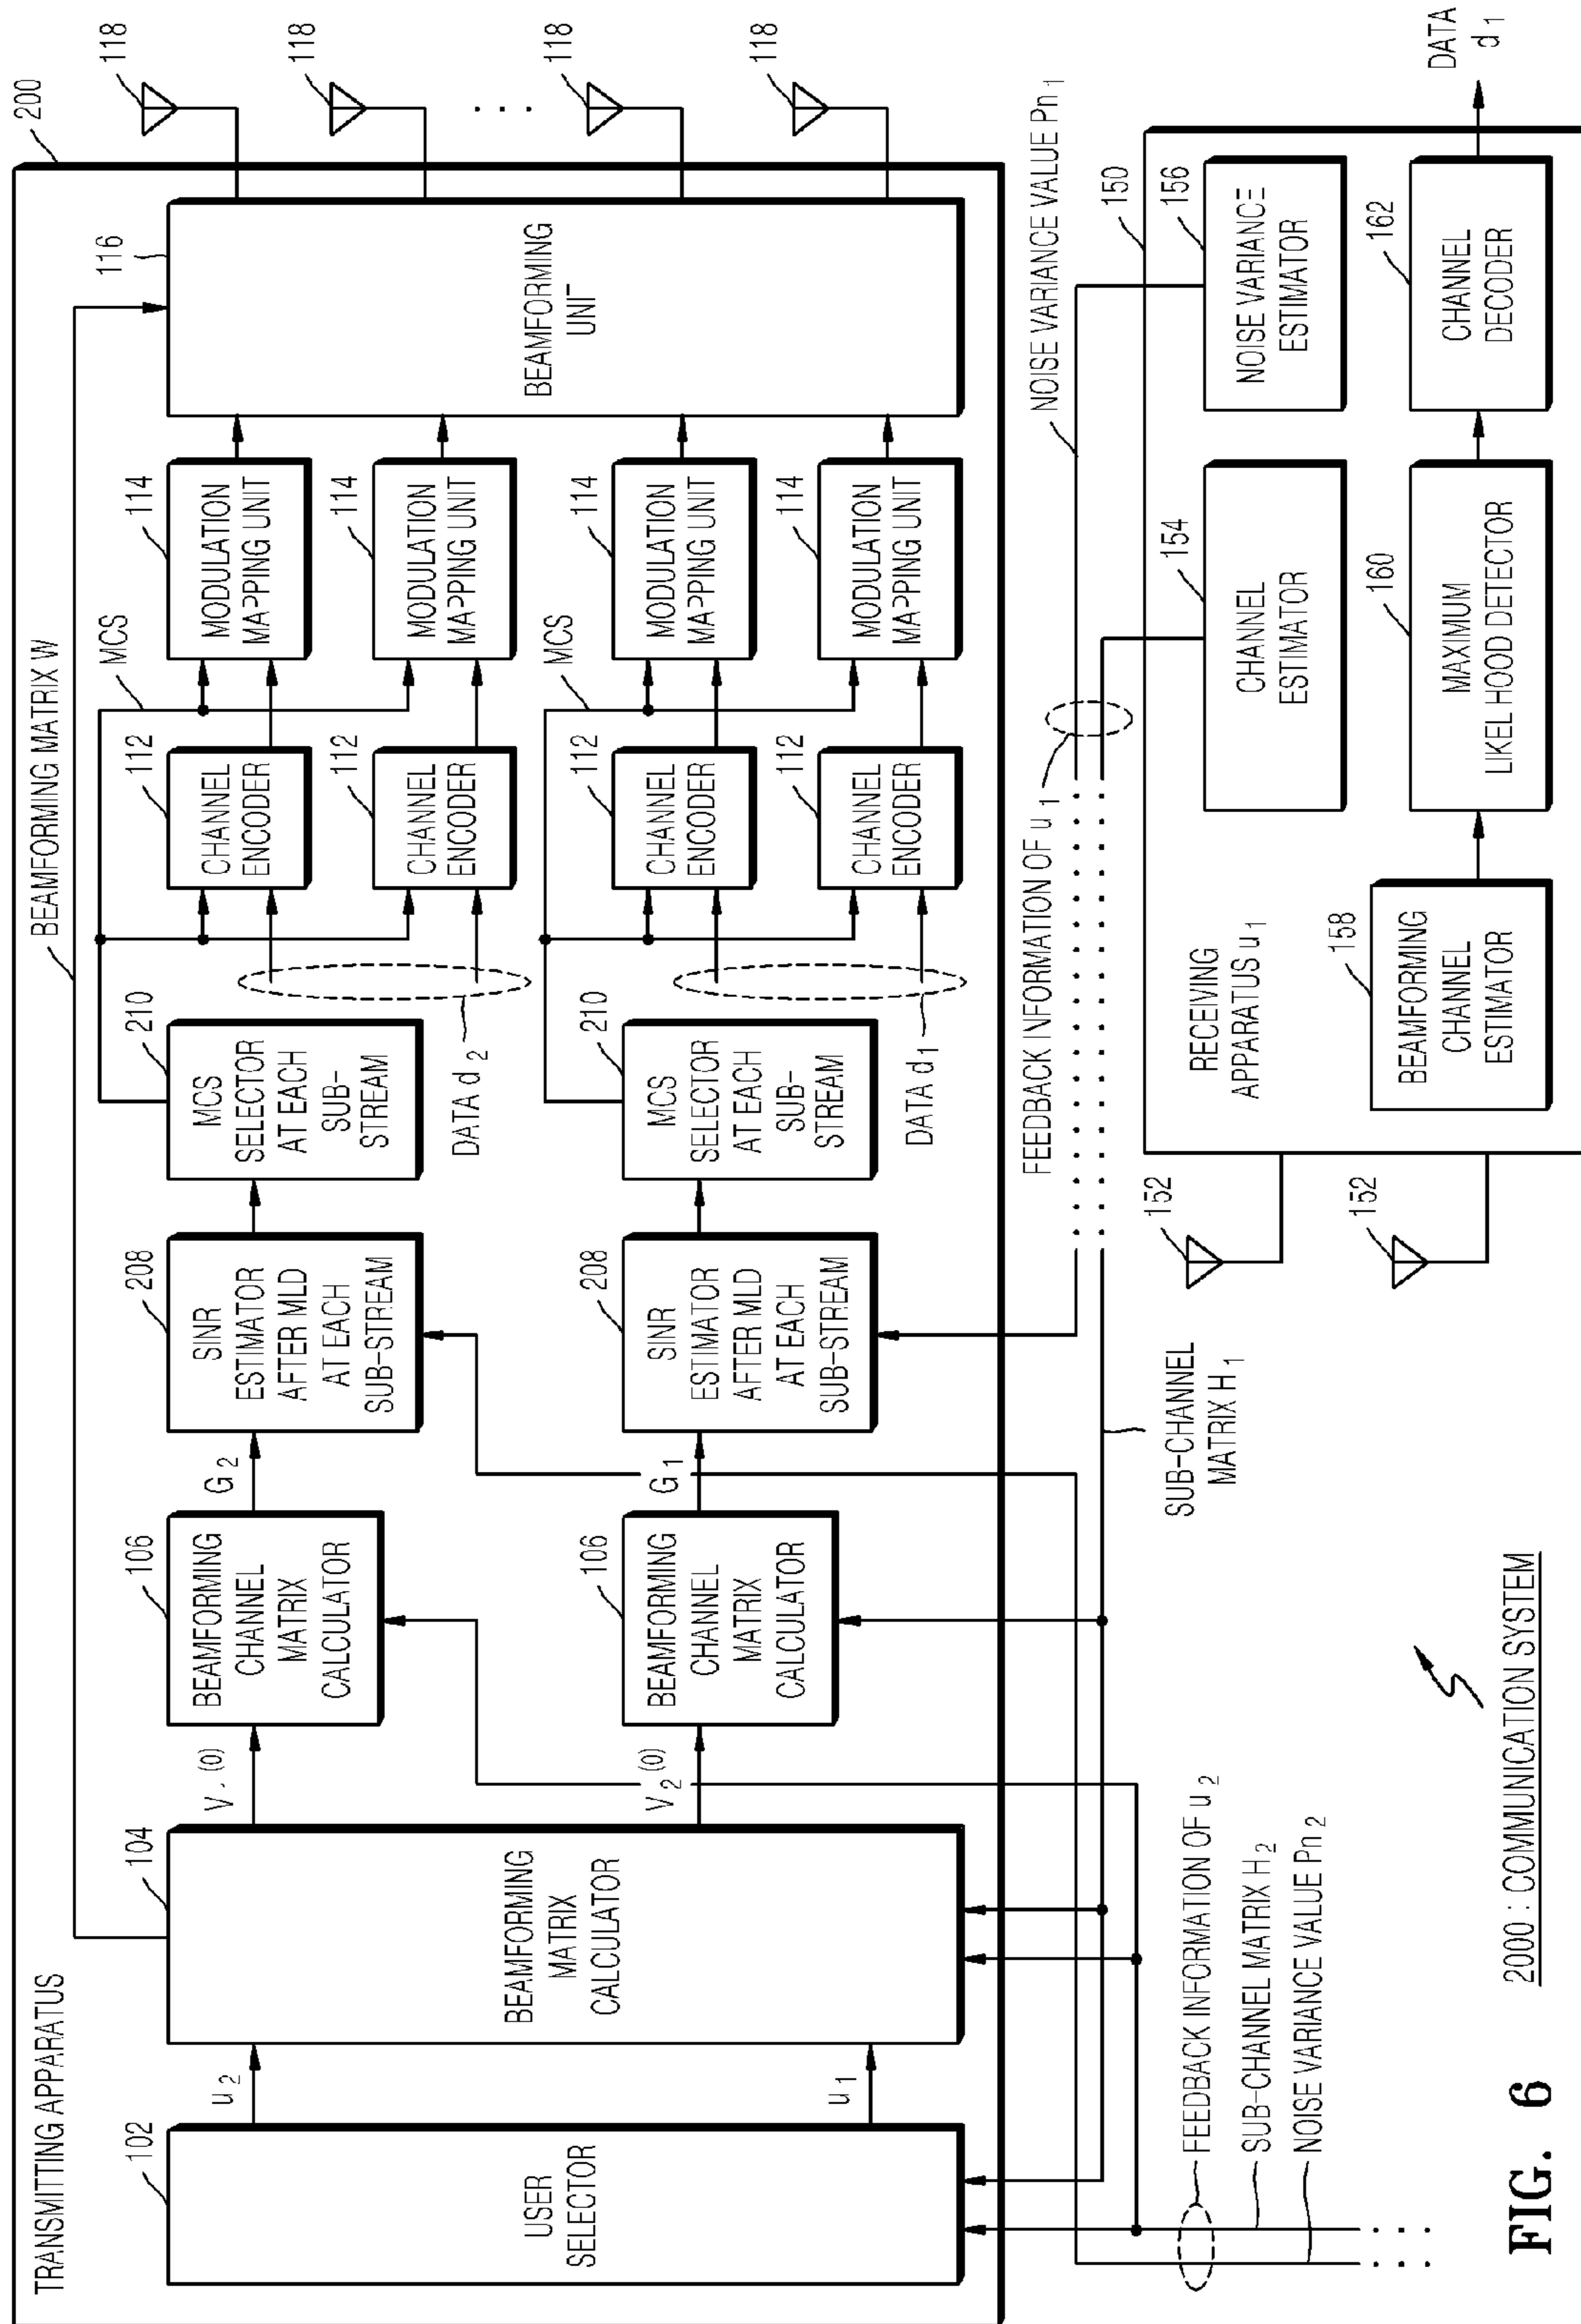 TRANSMITTING APPARATUS
BEAMFORMING MATRIX W
200
102
USER
SELECTOR
u2
u1
104
BEAMFORMING
MATRIX
CALCULATOR
V (0)
V2(0)
106
BEAMFORMING
CHANNEL
MATRIX
CALCULATOR
106
BEAMFORMING
CHANNEL
MATRIX
CALCULATOR
G2
G1
208
SINR
ESTIMATOR
AFTER MLD
AT EACH
SUB-STREAM
208
SINR
ESTIMATOR
AFTER MLD
AT EACH
SUB-STREAM
210
MCS
SELECTOR
AT EACH
SUB-
STREAM
210
MCS
SELECTOR
AT EACH
SUB-
STREAM
DATA d2
DATA d1
112
CHANNEL
ENCODER
112
CHANNEL
ENCODER
112
CHANNEL
ENCODER
112
CHANNEL
ENCODER
MCS
MCS
114
MODULATION
MAPPING UNIT
114
MODULATION
MAPPING UNIT
114
MODULATION
MAPPING UNIT
114
MODULATION
MAPPING UNIT
116
BEAMFORMING
UNIT
118
118
. . .
118
118
FEEDBACK INFORMATION OF u2
SUB-CHANNEL MATRIX H2
NOISE VARIANCE VALUE Pn2
SUB-CHANNEL
MATRIX H1
FEEDBACK INFORMATION OF u1
NOISE VARIANCE VALUE Pn1
152
152
RECEIVING
APPARATUS u1
150
154
CHANNEL
ESTIMATOR
156
NOISE VARIANCE
ESTIMATOR
158
BEAMFORMING
CHANNEL
ESTIMATOR
160
MAXIMUM
LIKEL HOOD DETECTOR
162
CHANNEL
DECODER
DATA
d1
2000 : COMMUNICATION SYSTEM
FIG. 6